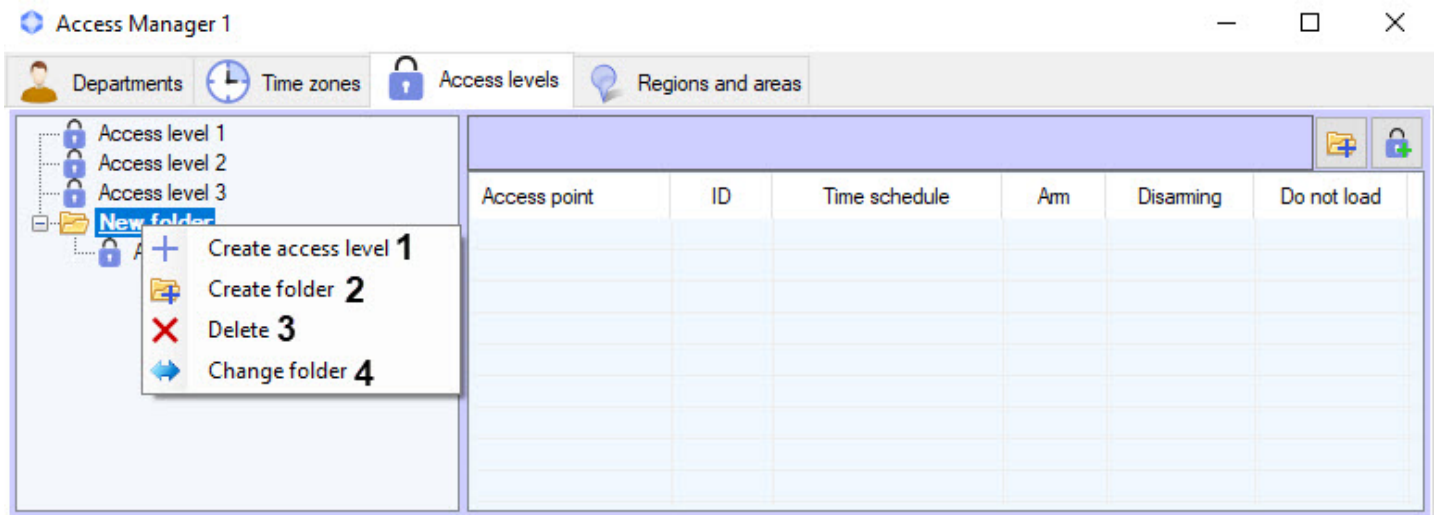 Access Manager 1
Departments Time zones Access levels Regions and areas
Access level 1
Access level 2
Access level 3
New folder
Create access level 1
Create folder 2
Delete 3
Change folder 4
Access point ID Time schedule Arm Disarming Do not load